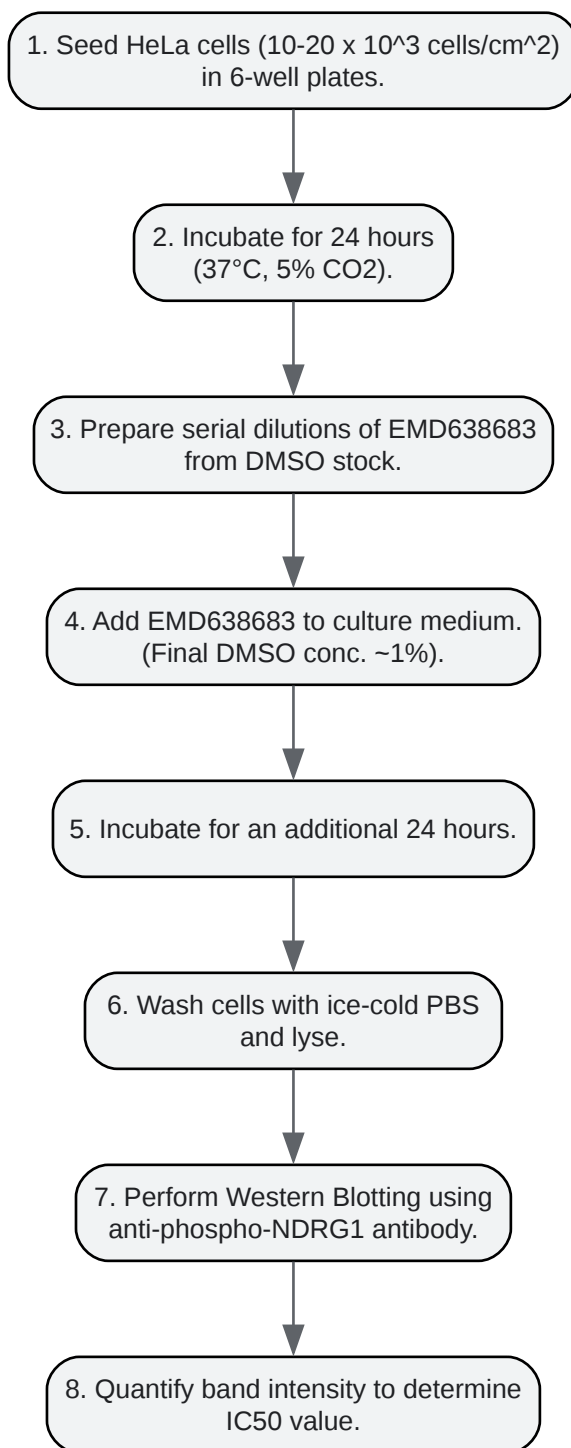 1. Seed HeLa cells (10-20 x 10^3 cells/cm^2)
in 6-well plates.
2. Incubate for 24 hours
(37°C, 5% CO2).
3. Prepare serial dilutions of EMD638683
from DMSO stock.
4. Add EMD638683 to culture medium.
(Final DMSO conc. ~1%).
5. Incubate for an additional 24 hours.
6. Wash cells with ice-cold PBS
and lyse.
7. Perform Western Blotting using
anti-phospho-NDRG1 antibody.
8. Quantify band intensity to determine
IC50 value.